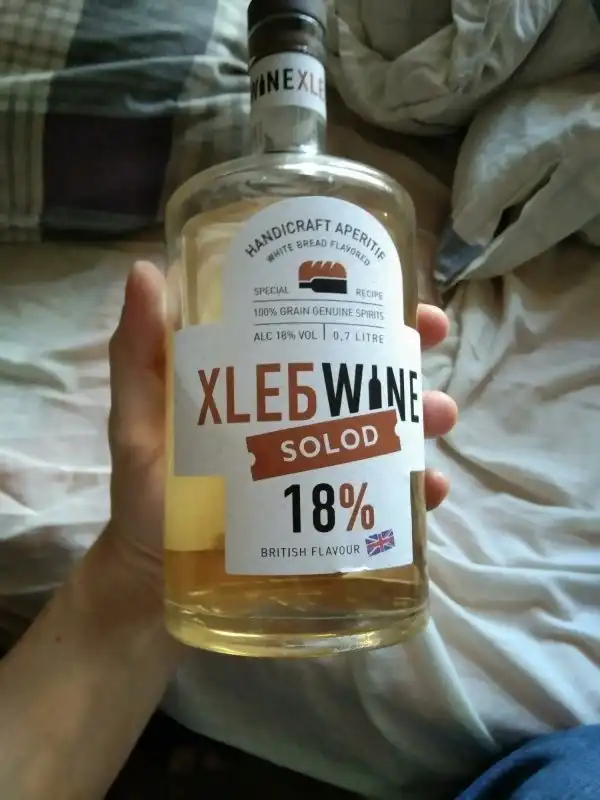 WINEXLE
HANDICRAFT APERITIF
WHITE BREAD FLAVORED
SPECIAL RECIPE
100% GRAIN GENUINE SPIRITS
ALC 18% VOL | 0,7 LITRE
XLEБWINE
SOLOD
18%
BRITISH FLAVOUR